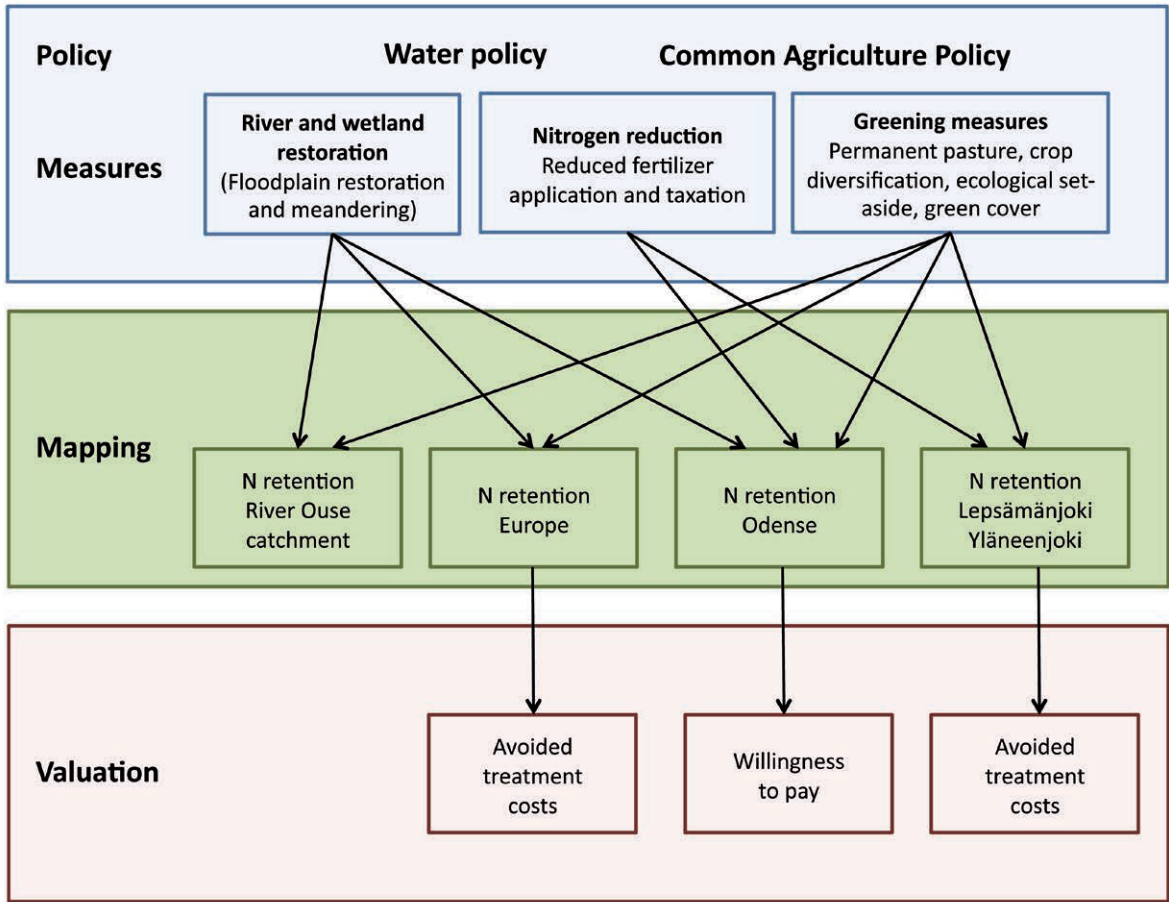 Policy
Water policy
Common Agriculture Policy
Measures
River and wetland
restoration
(Floodplain restoration
and meandering)
Nitrogen reduction
Reduced fertilizer
application and taxation
Greening measures
Permanent pasture, crop
diversification, ecological set-
aside, green cover
Mapping
N retention
River Ouse
catchment
N retention
Europe
N retention
Odense
N retention
Lepsämänjoki
Yläneenjoki
Valuation
Avoided
treatment
costs
Willingness
to pay
Avoided
treatment
costs